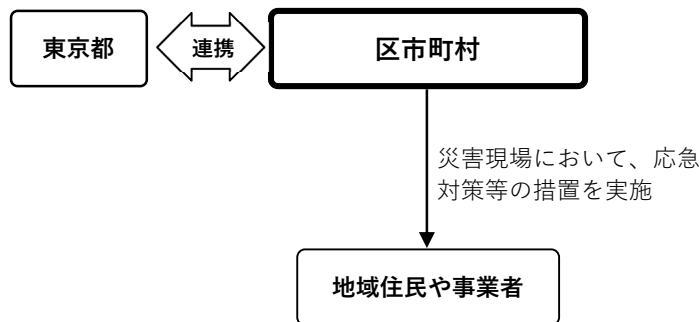 東京都
連携
区市町村
災害現場において、応急
対策等の措置を実施
地域住民や事業者